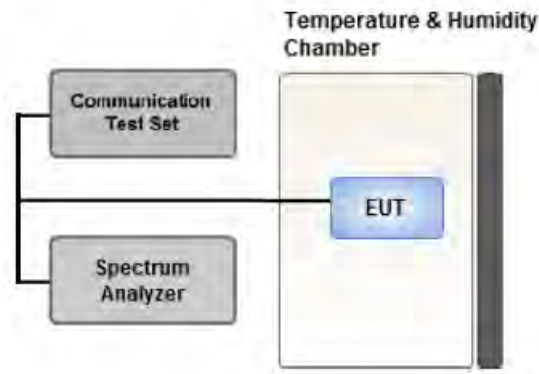 Temperature & Humidity
Chamber
Communication
Test Set
EUT
Spectrum
Analyzer